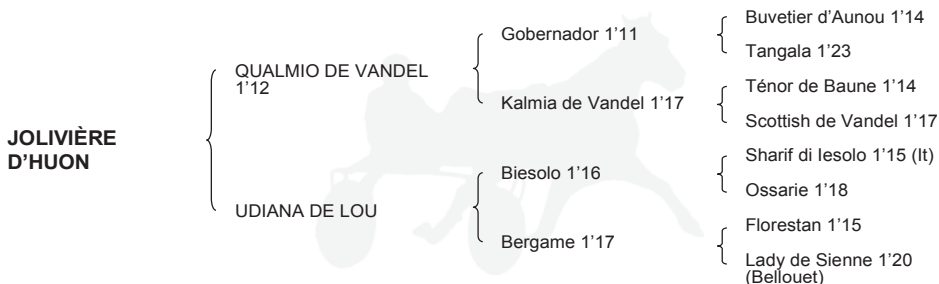 JOLIVIÈRE
D’HUON
QUALMIO DE VANDEL
1’12
UDIANA DE LOU
Gobernador 1’11
Kalmia de Vandel 1’17
Biesolo 1’16
Bergame 1’17
Buvetier d’Aunou 1’14
Tangala 1’23
Ténor de Baune 1’14
Scottish de Vandel 1’17
Sharif di Iesolo 1’15 (It)
Ossarie 1’18
Florestan 1’15
Lady de Sienne 1’20
(Bellouet)